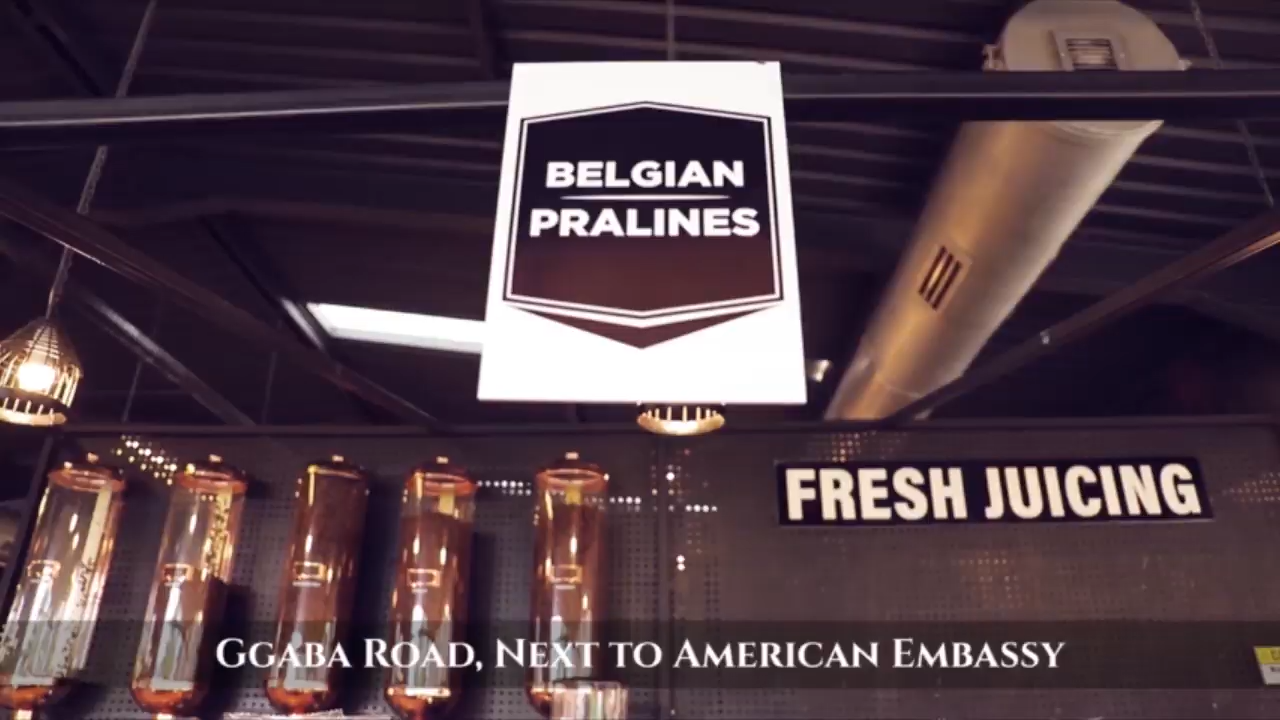 BELGIAN
PRALINES
FRESH JUICING
GGABA ROAD, NEXT TO AMERICAN EMBASSY